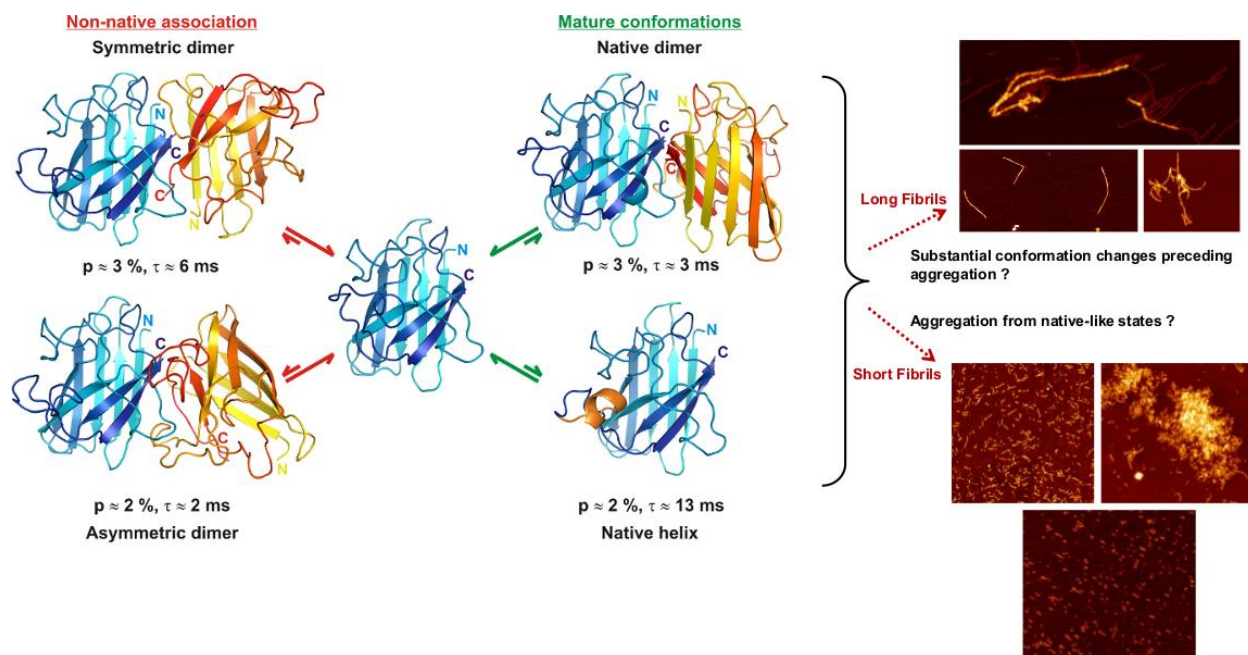 Non-native association
Symmetric dimer
N
C
C
N
p ≈ 3 %, τ ≈ 6 ms
N
C
C
N
p ≈ 2 %, τ ≈ 2 ms
Asymmetric dimer
N
C
Mature conformations
Native dimer
N
N
C
C
p ≈ 3 %, τ ≈ 3 ms
N
C
p ≈ 2 %, τ ≈ 13 ms
Native helix
Long Fibrils
Substantial conformation changes preceding
aggregation ?
Aggregation from native-like states ?
Short Fibrils